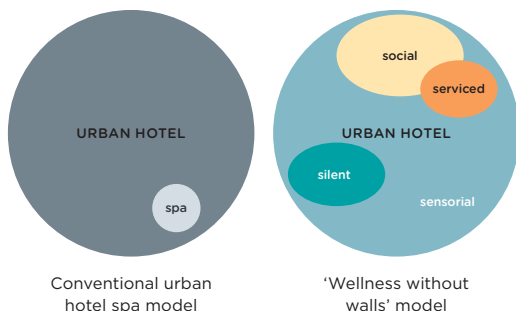 URBAN HOTEL
spa
Conventional urban
hotel spa model
social
serviced
URBAN HOTEL
silent
sensorial
‘Wellness without
walls’ model